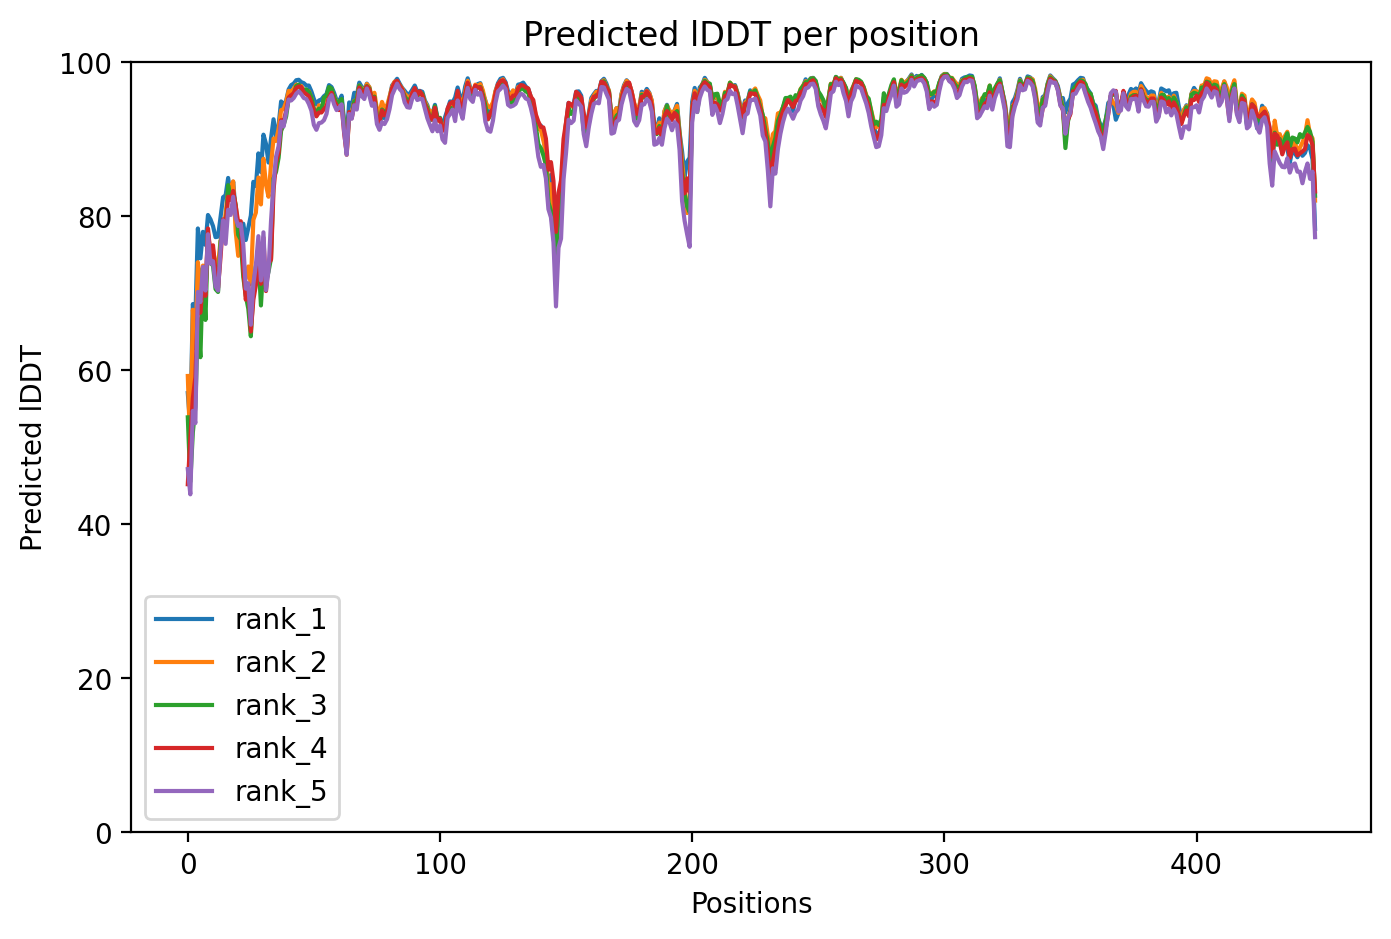 Predicted lDDT per position
100
80
60
40
20
0
Predicted lDDT
rank_1
rank_2
rank_3
rank_4
rank_5
0 100 200 300 400
Positions